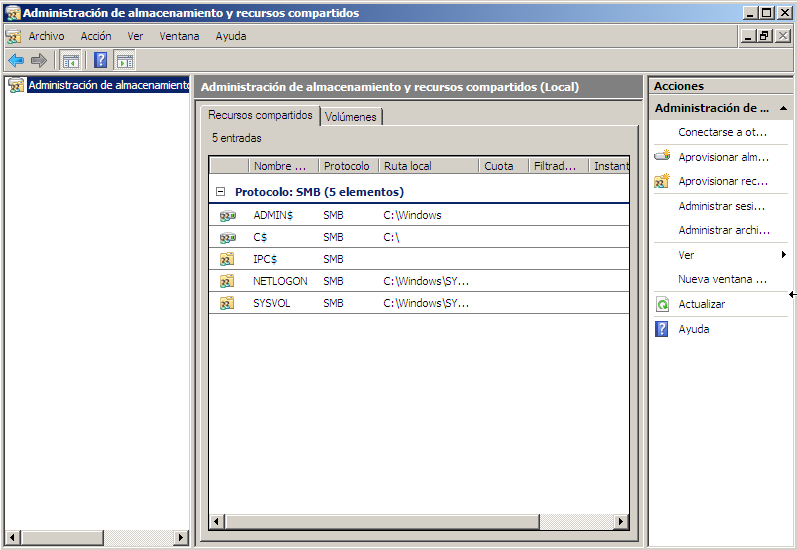 Administración de almacenamiento y recursos compartidos
Archivo Acción Ver Ventana Ayuda
Administración de almacenamiento
Administración de almacenamiento y recursos compartidos (Local)
Recursos compartidos Volúmenes
5 entradas
Nombre ... Protocolo Ruta local Cuota Filtrad... Instant
Protocolo: SMB (5 elementos)
ADMIN$ SMB C:\Windows
C$ SMB C:\
IPC$ SMB
NETLOGON SMB C:\Windows\SY...
SYSVOL SMB C:\Windows\SY...
Acciones
Administración de ...
Conectarse a ot...
Aprovisionar alm...
Aprovisionar rec...
Administrar sesi...
Administrar archi...
Ver
Nueva ventana ...
Actualizar
Ayuda